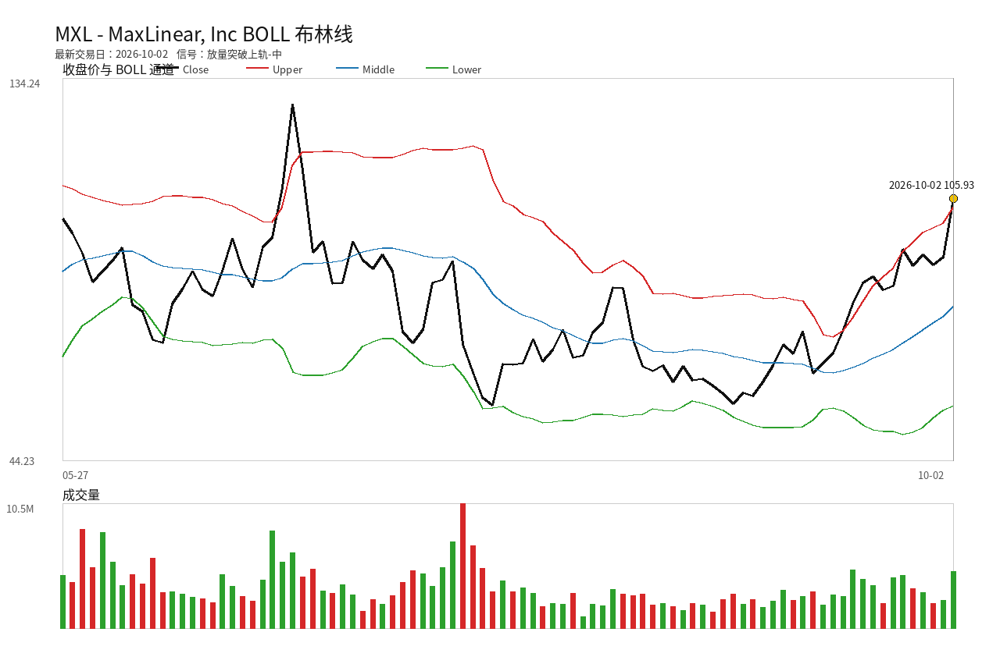 MXL - MaxLinear, Inc BOLL 布林线
最新交易日：2026-10-02 信号：放量突破上轨-中
收盘价与 BOLL 通道 Close Upper Middle Lower
134.24
2026-10-02 105.93
44.23
05-27 10-02
成交量
10.5M